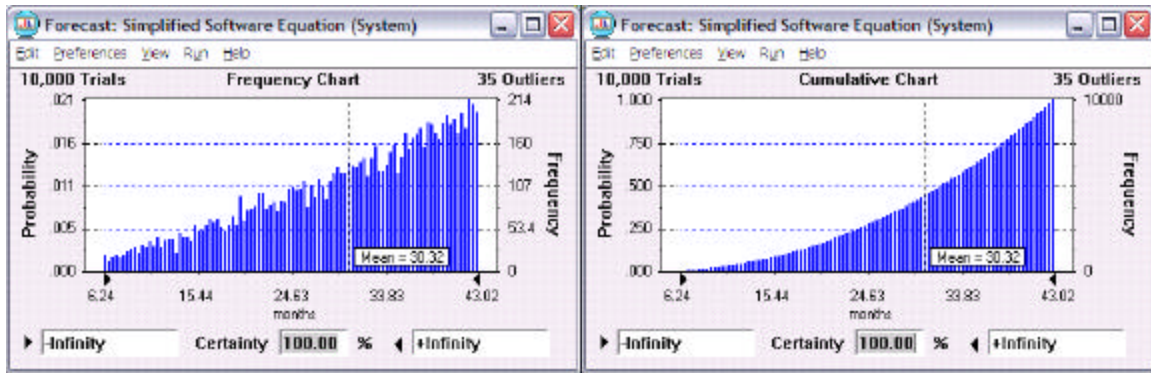 Forecast: Simplified Software Equation (System)
Edit Preferences View Run Help
10,000 Trials Frequency Chart 35 Outliers
.021 214
.016 160
.011 107
.005 53.4
.000 0
Probability
Frequency
Mean = 30.32
6.24 15.44 24.63 33.83 43.02
months
-Infinity Certainty 100.00 % +Infinity
Forecast: Simplified Software Equation (System)
Edit Preferences View Run Help
10,000 Trials Cumulative Chart 35 Outliers
1.000 10000
.750
.500
.250
.000 0
Probability
Frequency
Mean = 30.32
6.24 15.44 24.63 33.83 43.02
months
-Infinity Certainty 100.00 % +Infinity